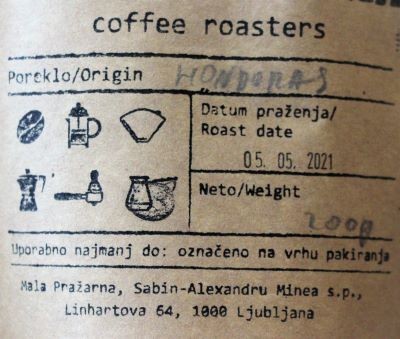 coffee roasters
Poreklo/Origin HONDURAS
Datum praženja/
Roast date
05. 05. 2021
Neto/Weight
200g
Uporabno najmanj do: označeno na vrhu pakiranja
Mala Pražarna, Sabin-Alexandru Minea s.p.,
Linhartova 64, 1000 Ljubljana